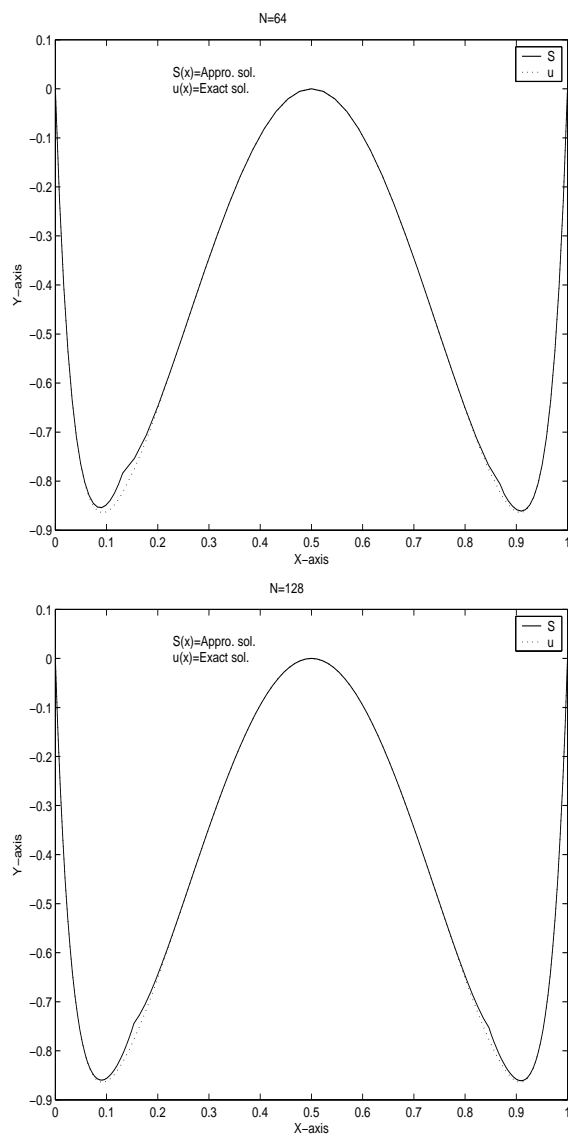 N=64
0.1
S
u
S(x)=Appro. sol.
u(x)=Exact sol.
0
−0.1
−0.2
−0.3
−0.4
−0.5
−0.6
−0.7
−0.8
−0.9
Y−axis
0 0.1 0.2 0.3 0.4 0.5 0.6 0.7 0.8 0.9 1
X−axis
N=128
0.1
S
u
S(x)=Appro. sol.
u(x)=Exact sol.
0
−0.1
−0.2
−0.3
−0.4
−0.5
−0.6
−0.7
−0.8
−0.9
Y−axis
0 0.1 0.2 0.3 0.4 0.5 0.6 0.7 0.8 0.9 1
X−axis